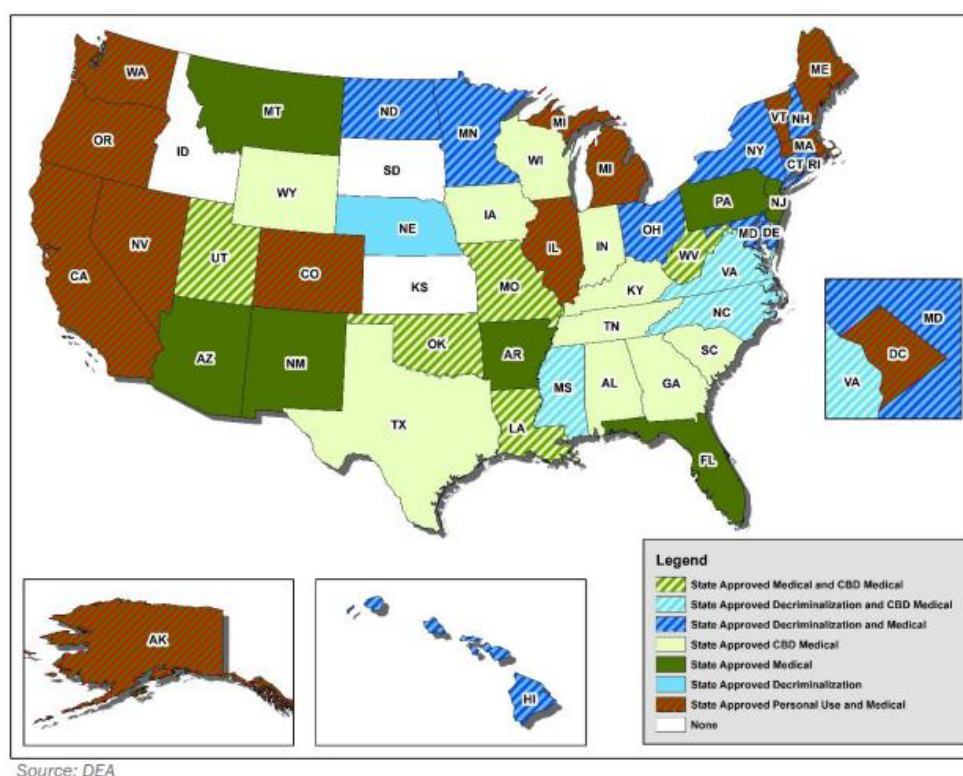 WA
MT
ND
MN
ME
OR
ID
SD
WI
MI
MI
VT
NH
NY
MA
CT
RI
WY
NE
IA
PA
NJ
NV
UT
CO
KS
MO
IL
IN
OH
WV
MD
DE
VA
CA
KY
NC
AZ
NM
OK
AR
TN
SC
TX
LA
MS
AL
GA
FL
MD
DC
VA
AK
HI
Legend
State Approved Medical and CBD Medical
State Approved Decriminalization and CBD Medical
State Approved Decriminalization and Medical
State Approved CBD Medical
State Approved Medical
State Approved Decriminalization
State Approved Personal Use and Medical
None
Source: DEA